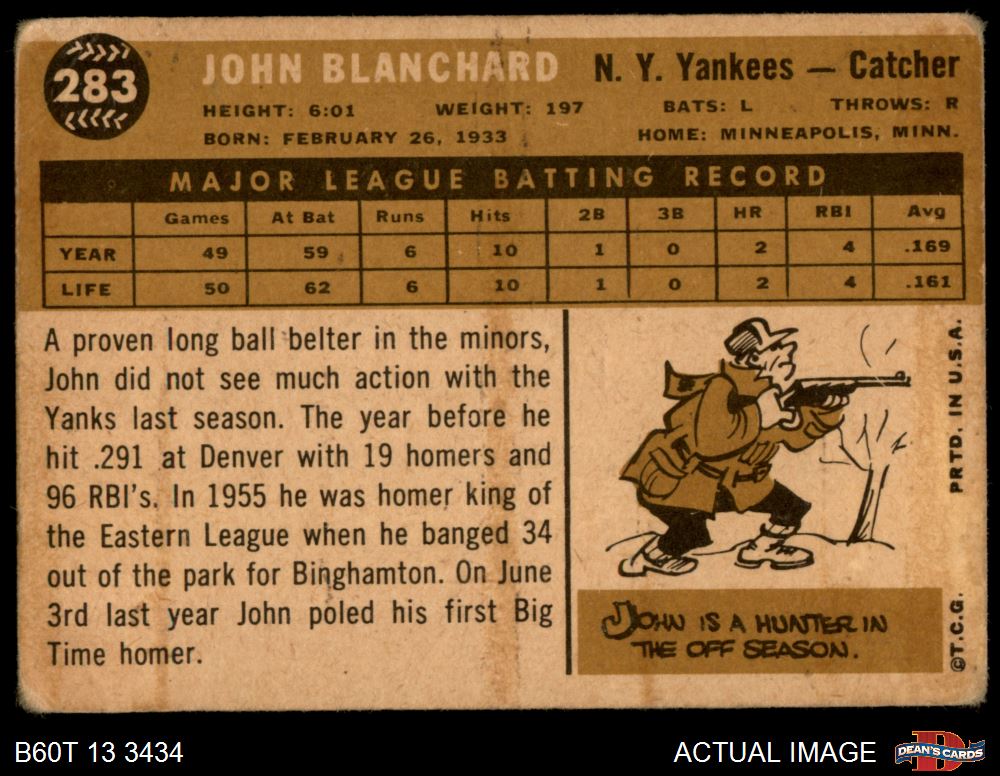 283
JOHN BLANCHARD N. Y. Yankees — Catcher
HEIGHT: 6:01 WEIGHT: 197 BATS: L THROWS: R
BORN: FEBRUARY 26, 1933 HOME: MINNEAPOLIS, MINN.
MAJOR LEAGUE BATTING RECORD
Games At Bat Runs Hits 2B 3B HR RBI Avg
YEAR 49 59 6 10 1 0 2 4 .169
LIFE 50 62 6 10 1 0 2 4 .161
A proven long ball belter in the minors,
John did not see much action with the
Yanks last season. The year before he
hit .291 at Denver with 19 homers and
96 RBI's. In 1955 he was homer king of
the Eastern League when he banged 34
out of the park for Binghamton. On June
3rd last year John poled his first Big
Time homer.
JOHN IS A HUNTER IN
THE OFF SEASON.
©T.C.G. PRTD. IN U.S.A.
B60T 13 3434 ACTUAL IMAGE DEAN'S CARDS